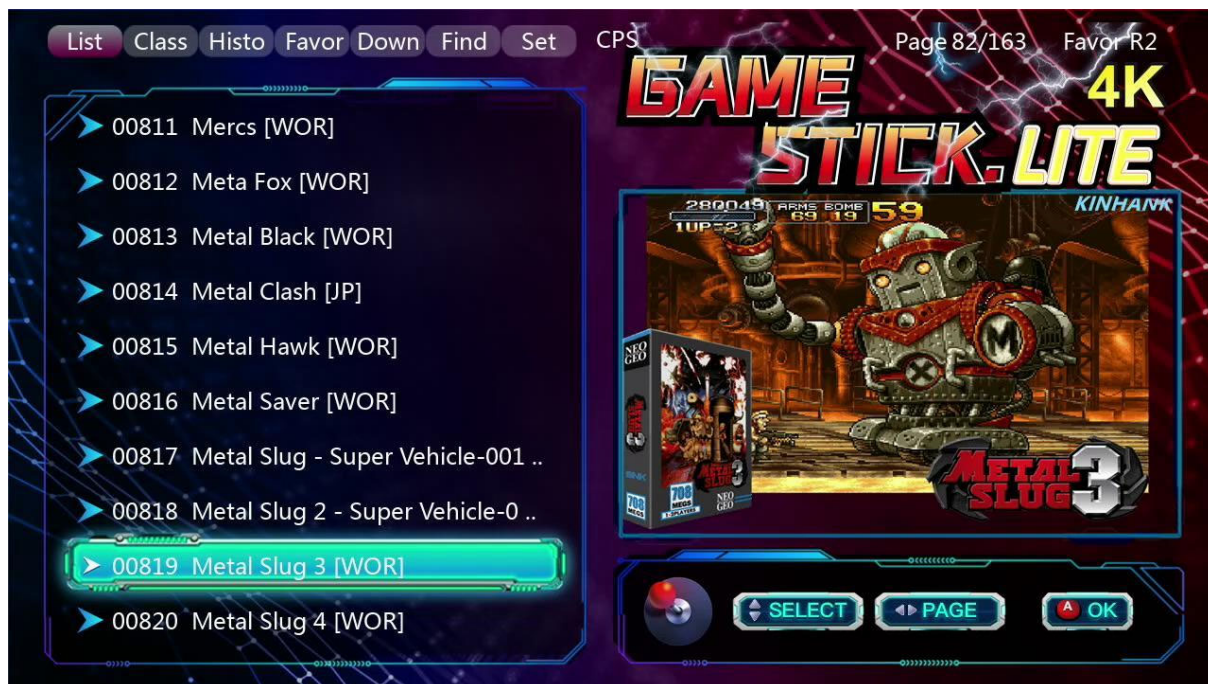 List Class Histo Favor Down Find Set CPS Page 82/163 Favor R2
GAME 4K
STICK. LITE
KINHANK
00811 Mercs [WOR]
00812 Meta Fox [WOR]
00813 Metal Black [WOR]
00814 Metal Clash [JP]
00815 Metal Hawk [WOR]
00816 Metal Saver [WOR]
00817 Metal Slug - Super Vehicle-001 ..
00818 Metal Slug 2 - Super Vehicle-0 ..
00819 Metal Slug 3 [WOR]
00820 Metal Slug 4 [WOR]
280049 ARMS BOMB 59
69 19
1UP=2
M
NEO
GEO
METAL
SLUG 3
708
MEGS
708
MEGS
NEO
GEO
METAL
SLUG 3
SELECT
PAGE
A OK